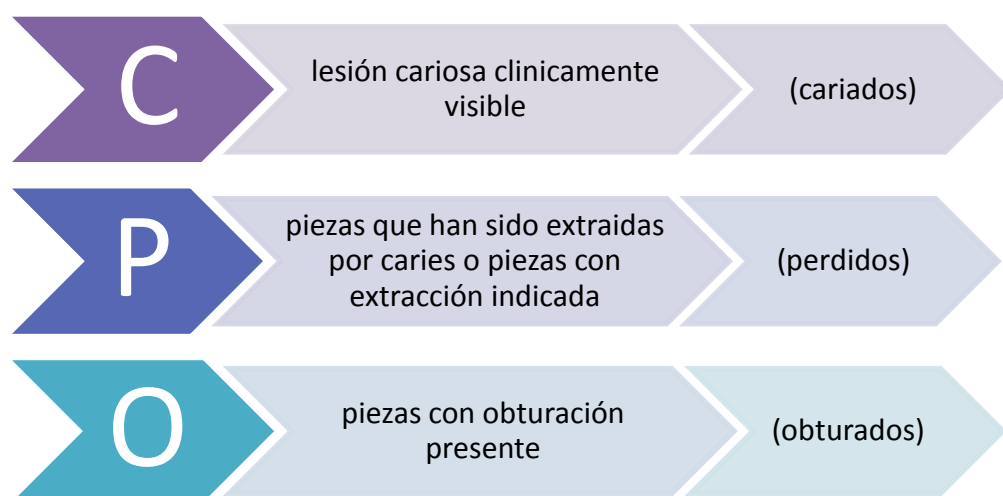 C
lesión cariosa clinicamente
visible
(cariados)
P
piezas que han sido extraidas
por caries o piezas con
extracción indicada
(perdidos)
O
piezas con obturación
presente
(obturados)